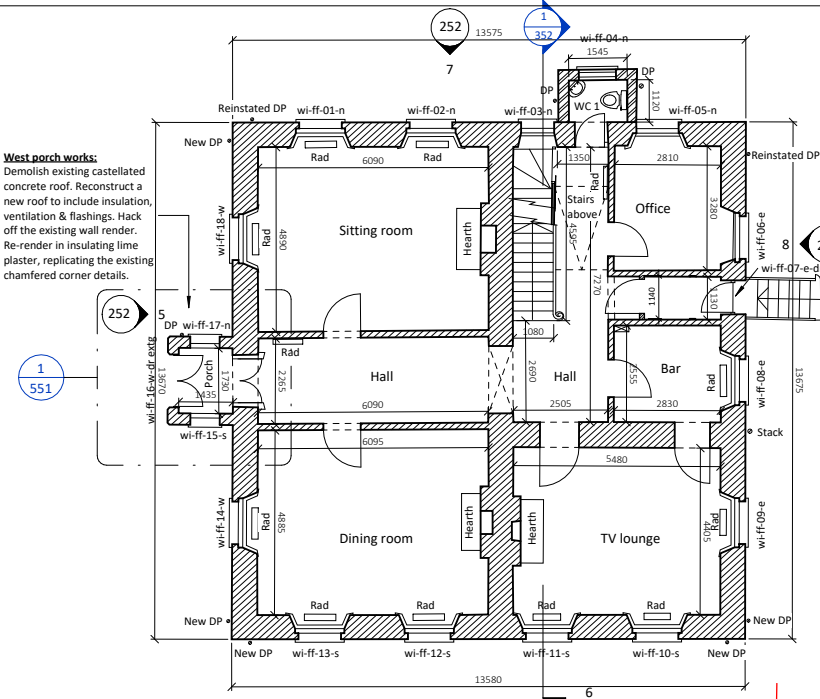 252
13575
1
352
wi-ff-04-n
1545
7
DP
DP
WC 1
1120
Reinstated DP
wi-ff-01-n
wi-ff-02-n
wi-ff-03-n
wi-ff-05-n
New DP
West porch works:
Demolish existing castellated
concrete roof. Reconstruct a
new roof to include insulation,
ventilation & flashings. Hack
off the existing wall render.
Re-render in insulating lime
plaster, replicating the existing
chamfered corner details.
Rad
Rad
6090
1350
2810
Reinstated DP
Rad
Stairs
above
Office
3280
wi-ff-18-w
Rad
4890
Sitting room
Hearth
4595
7270
wi-ff-06-e
8
2
wi-ff-07-e-d
1140
1130
252
5
DP
wi-ff-17-n
1
551
13670
wi-ff-16-w-dr extg
Porch
1730
1435
wi-ff-15-s
Rad
2265
Hall
6090
1080
2690
Hall
2505
2555
Bar
Rad
2830
wi-ff-08-e
13675
Stack
6095
5480
wi-ff-14-w
Rad
4885
Dining room
Hearth
Hearth
TV lounge
4405
Rad
wi-ff-09-e
Rad
Rad
Rad
Rad
New DP
New DP
New DP
wi-ff-13-s
wi-ff-12-s
wi-ff-11-s
wi-ff-10-s
New DP
13580
6